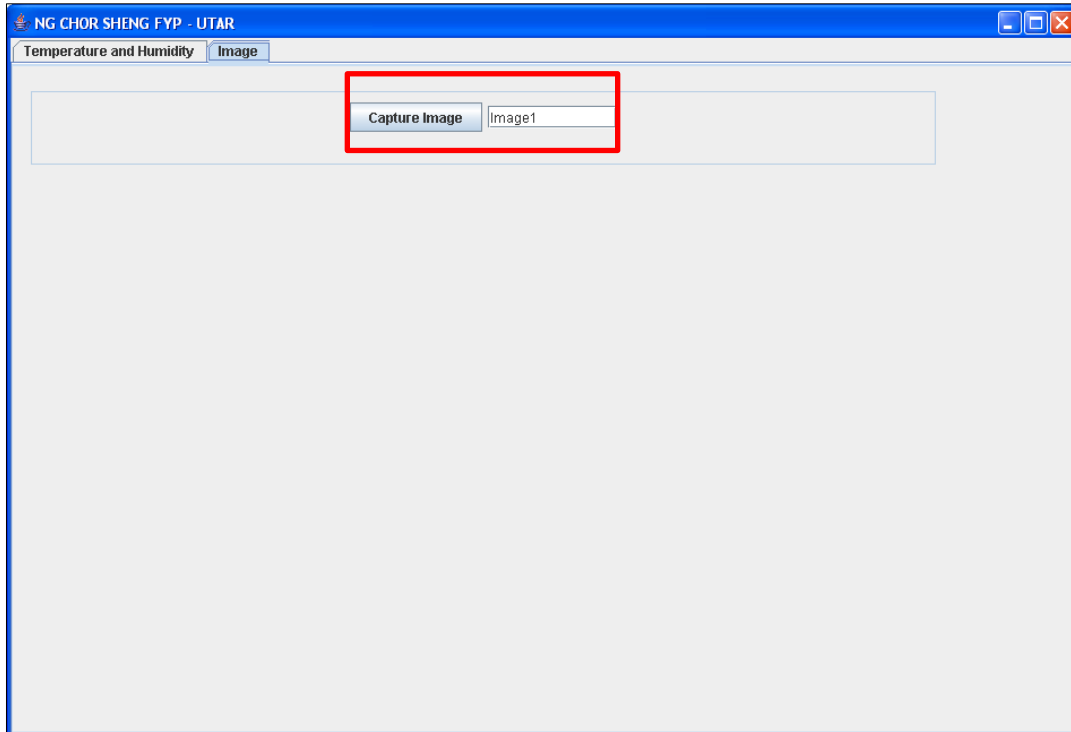 NG CHOR SHENG FYP - UTAR
Temperature and Humidity Image
Capture Image Image1